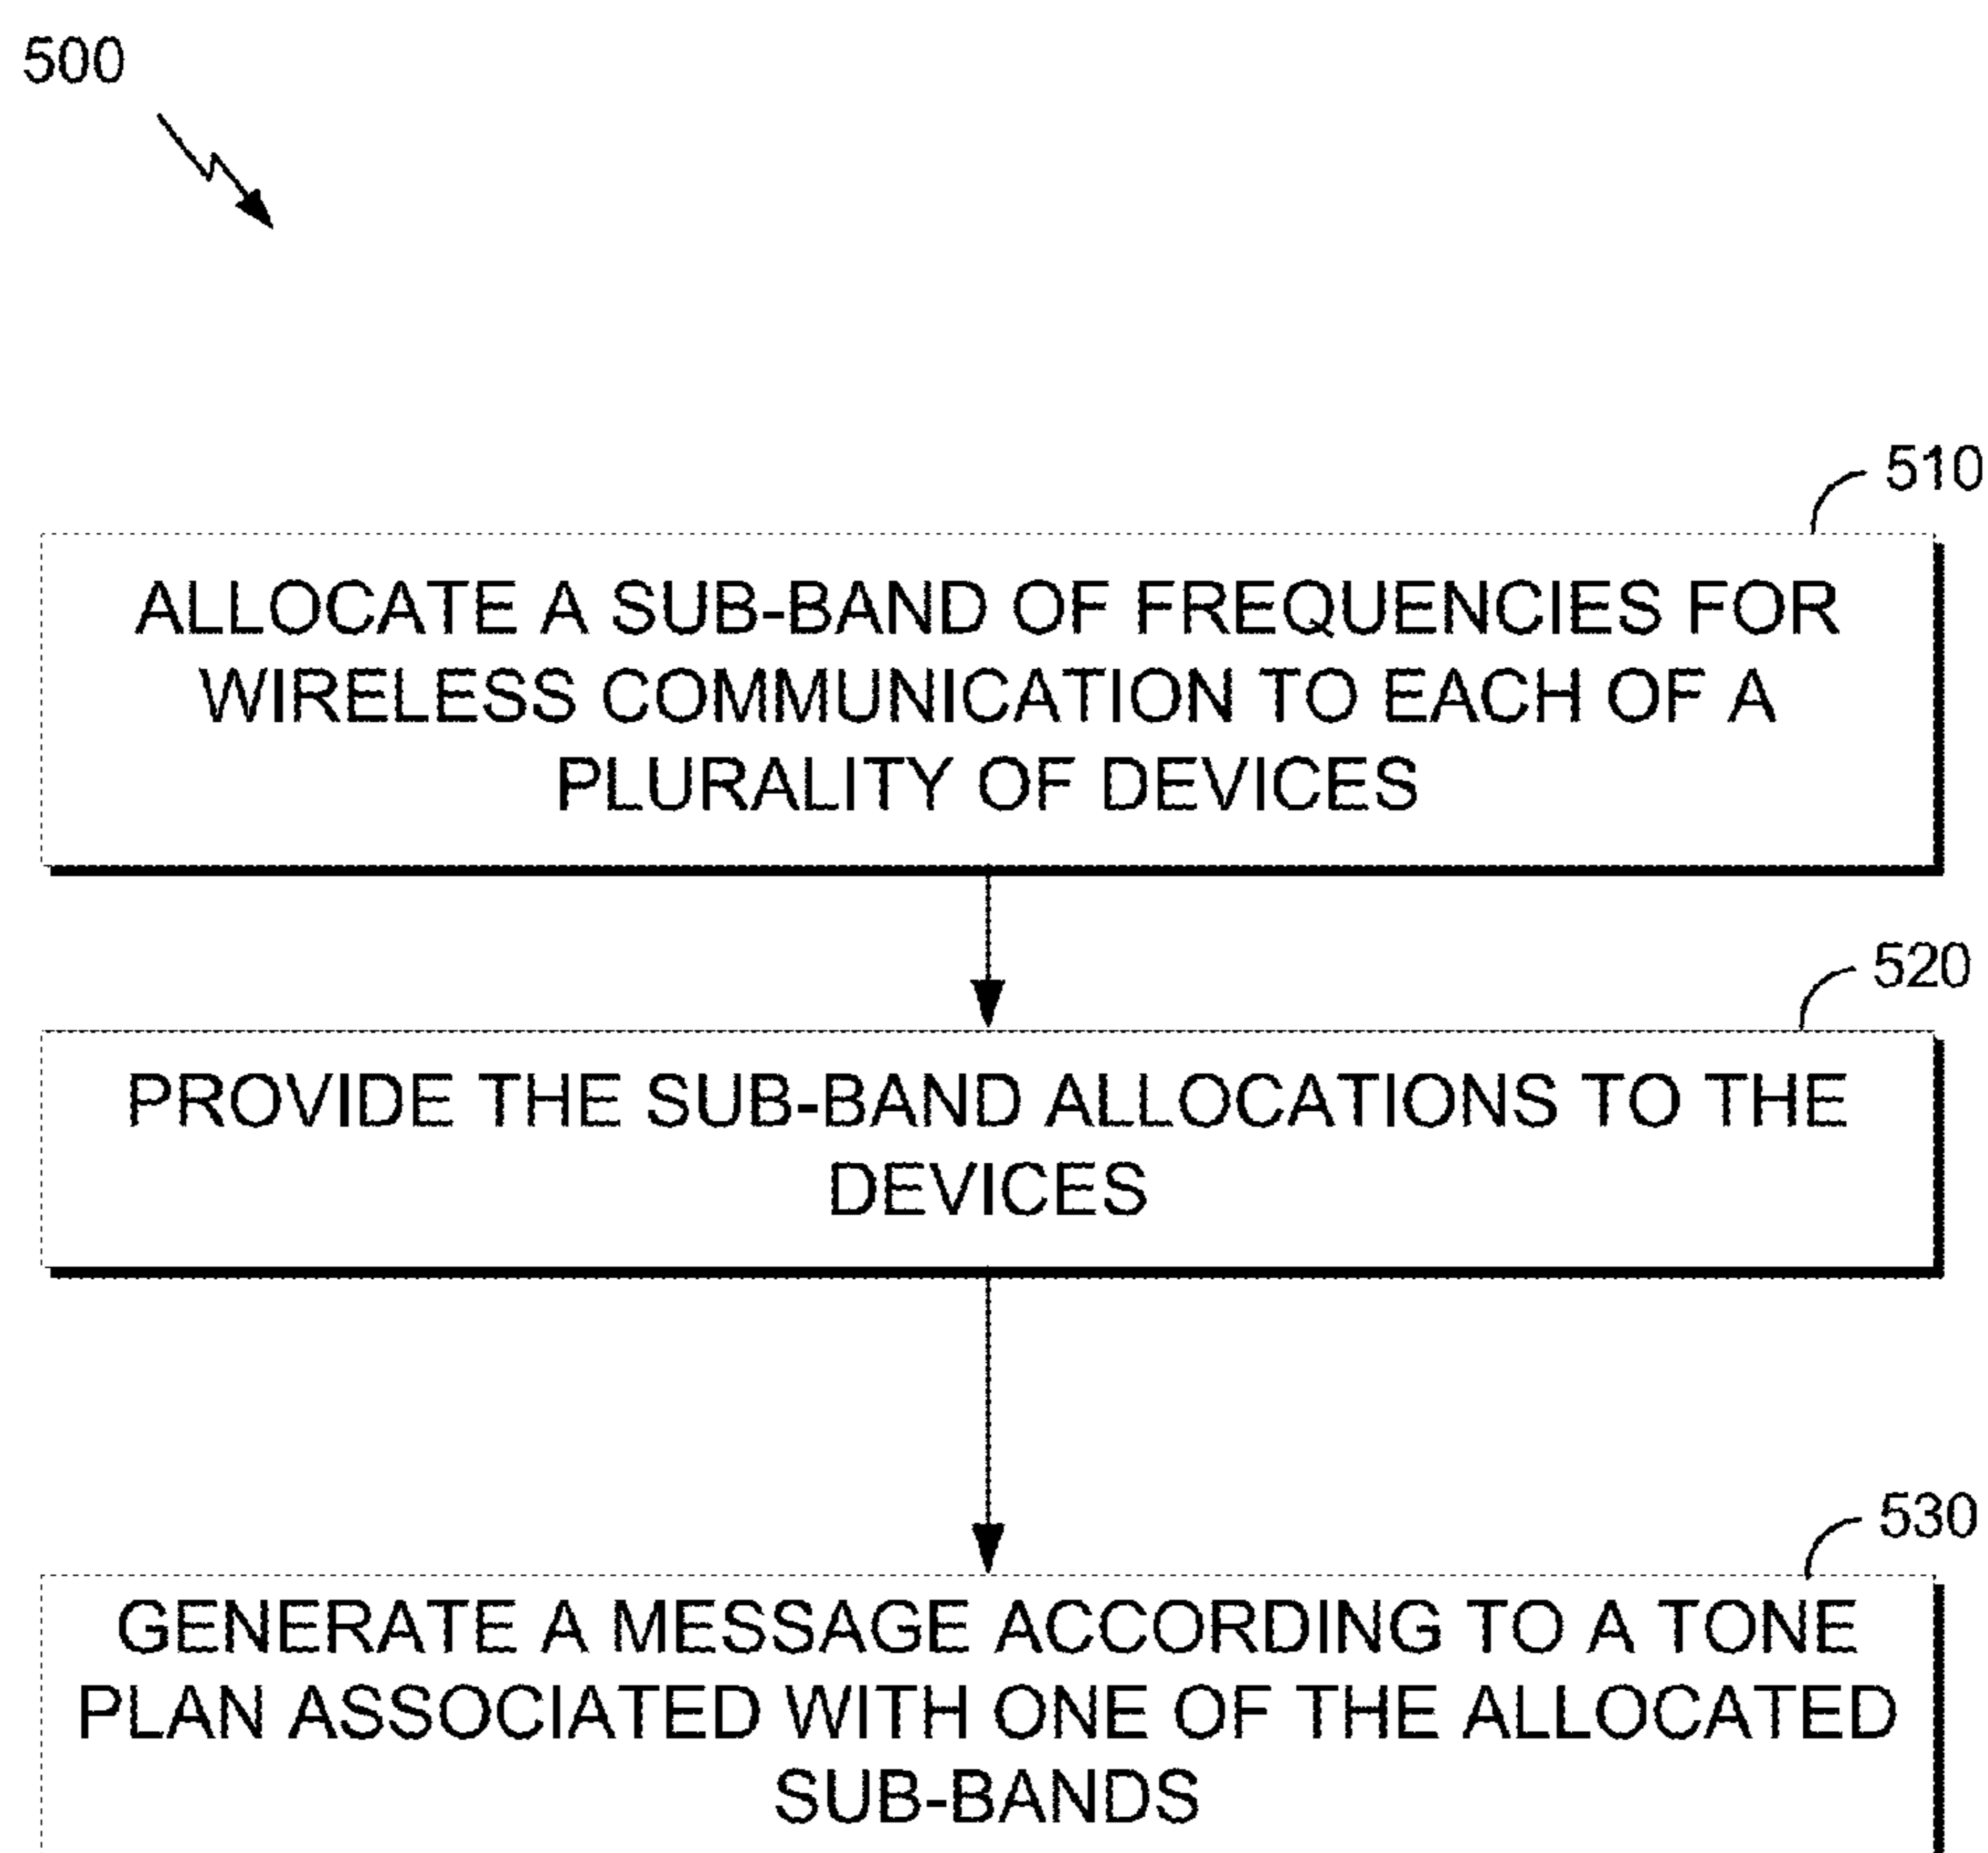 500
510
ALLOCATE A SUB-BAND OF FREQUENCIES FOR
WIRELESS COMMUNICATION TO EACH OF A
PLURALITY OF DEVICES
520
PROVIDE THE SUB-BAND ALLOCATIONS TO THE
DEVICES
530
GENERATE A MESSAGE ACCORDING TO A TONE
PLAN ASSOCIATED WITH ONE OF THE ALLOCATED
SUB-BANDS